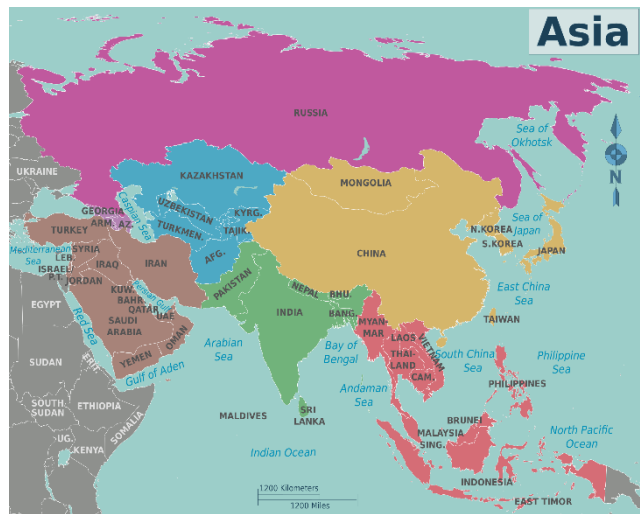 Asia
RUSSIA
Sea of
Okhotsk
UKRAINE
KAZAKHSTAN
MONGOLIA
N
GEORGIA
ARM.
AZ.
Caspian Sea
UZBEKISTAN
KYRG.
TURKEY
TURKMEN.
TAJIK.
N.KOREA
Sea of
Japan
S.KOREA
Mediterranean
Sea
SYRIA
LEB.
ISRAEL
P.T.
JORDAN
IRAQ
IRAN
AFG.
CHINA
JAPAN
KUW.
BAHR.
QATAR
UAE
Persian Gulf
PAKISTAN
NEPAL
BHU.
East China
Sea
EGYPT
SAUDI
ARABIA
OMAN
INDIA
BANG.
MYAN-
MAR
TAIWAN
Red Sea
YEMEN
Arabian
Sea
Bay of
Bengal
LAOS
VIETNAM
THAI-
LAND
CAM.
South China
Sea
Philippine
Sea
SUDAN
ERIT.
Gulf of Aden
Andaman
Sea
PHILIPPINES
SOUTH
SUDAN
ETHIOPIA
SOMALIA
MALDIVES
SRI
LANKA
BRUNEI
MALAYSIA
SING.
North Pacific
Ocean
UG.
KENYA
Indian Ocean
INDONESIA
EAST TIMOR
1200 Kilometers
1200 Miles